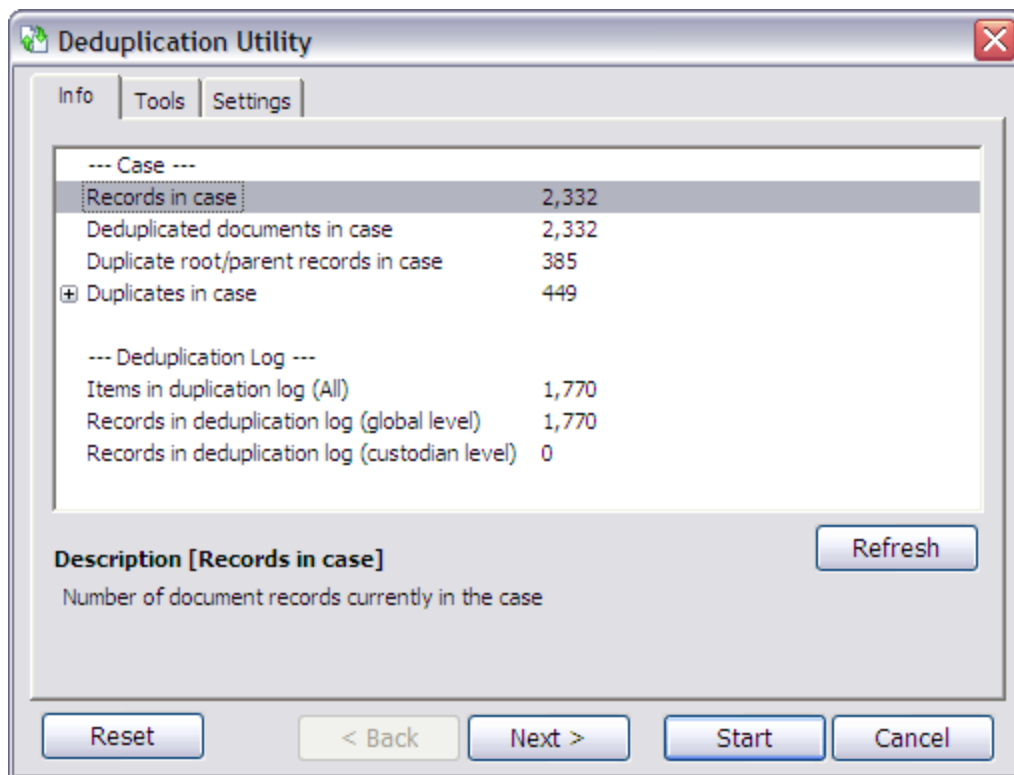 Deduplication Utility
Info Tools Settings
--- Case ---
Records in case 2,332
Deduplicated documents in case 2,332
Duplicate root/parent records in case 385
Duplicates in case 449
--- Deduplication Log ---
Items in duplication log (All) 1,770
Records in deduplication log (global level) 1,770
Records in deduplication log (custodian level) 0
Refresh
Description [Records in case]
Number of document records currently in the case
Reset < Back Next > Start Cancel